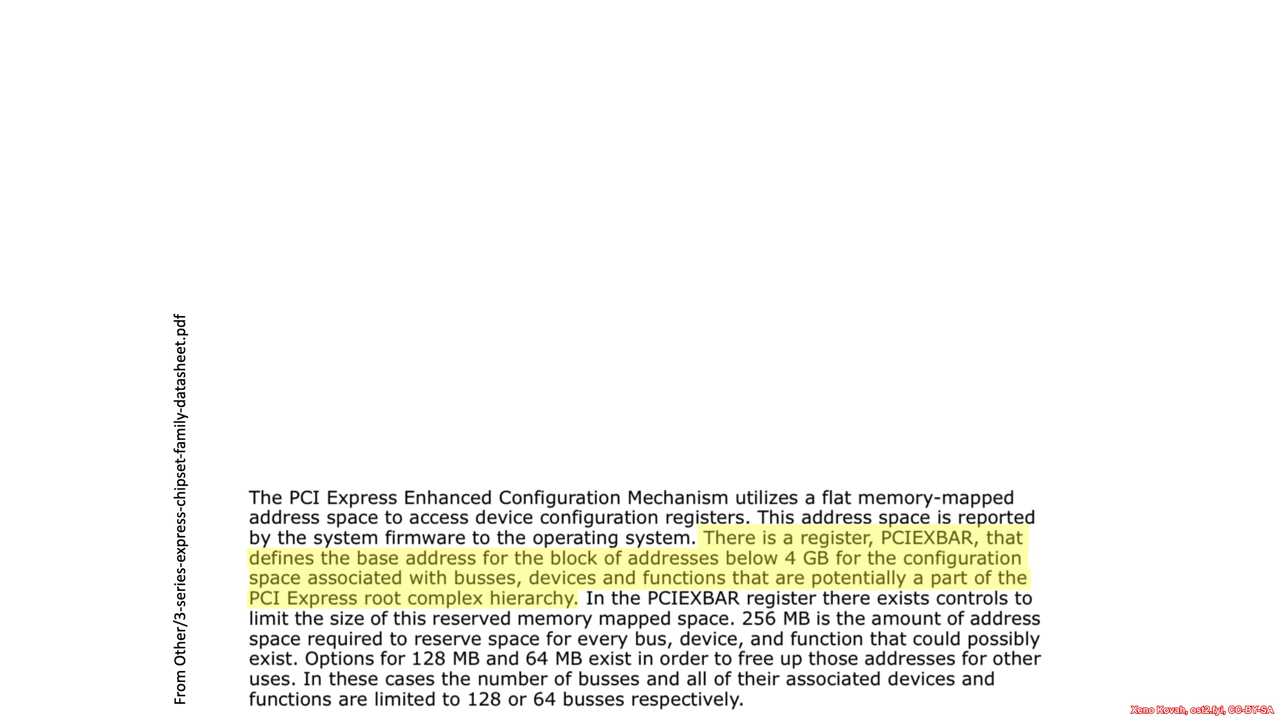 From Other/3-series-express-chipset-family-datasheet.pdf
The PCI Express Enhanced Configuration Mechanism utilizes a flat memory-mapped
address space to access device configuration registers. This address space is reported
by the system firmware to the operating system. There is a register, PCIEXBAR, that
defines the base address for the block of addresses below 4 GB for the configuration
space associated with busses, devices and functions that are potentially a part of the
PCI Express root complex hierarchy. In the PCIEXBAR register there exists controls to
limit the size of this reserved memory mapped space. 256 MB is the amount of address
space required to reserve space for every bus, device, and function that could possibly
exist. Options for 128 MB and 64 MB exist in order to free up those addresses for other
uses. In these cases the number of busses and all of their associated devices and
functions are limited to 128 or 64 busses respectively.
Xeno Kovah, ost2.fyi, CC-BY-SA